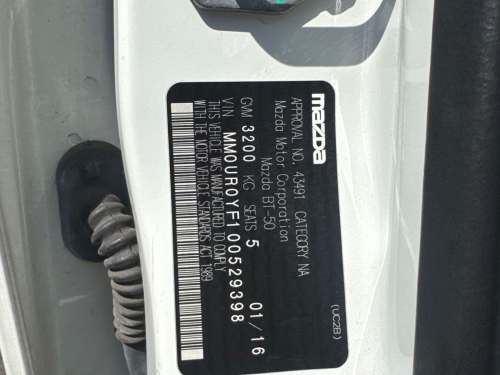 mazda
APPROVAL NO. 43491 CATEGORY NA
Mazda Motor Corporation
Mazda BT-50 01/16
GVM 3200 KG SEATS 5
VIN MM0UR0YF100529398
THIS VEHICLE WAS MANUFACTURED TO COMPLY
WITH THE MOTOR VEHICLE STANDARDS ACT 1989
(UC2B)